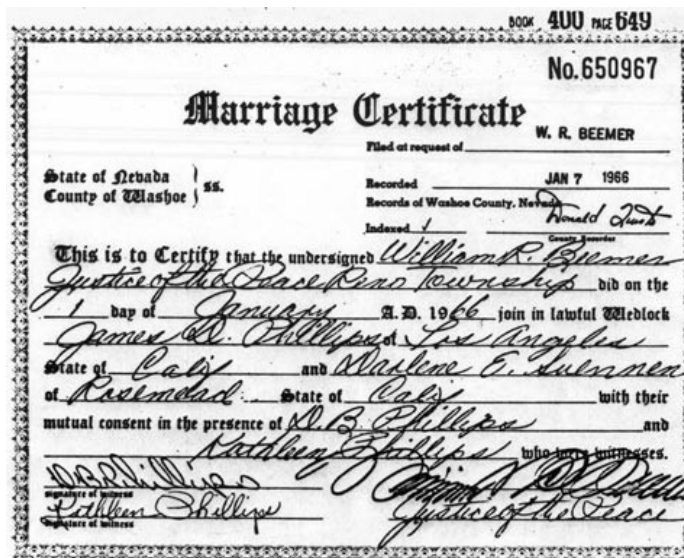 BOOK 400 PAGE 649
No.650967
Marriage Certificate
Filed at request of W. R. BEEMER
State of Nevada
County of Washoe } ss.
Recorded JAN 7 1966
Records of Washoe County, Nevada
Indexed Donald
County Recorder
This is to Certify that the undersigned William R. Beemer
Justice of the Peace Reno Township did on the
1 day of January A.D. 1966 join in lawful Wedlock
James D. Phillips of Los Angeles
State of Calif and Darlene E. Suennen
of Rosemead State of Calif with their
mutual consent in the presence of D.B. Phillips and
Kathleen Phillips who were witnesses.
D B Phillips
signature of witness
Kathleen Phillips
signature of witness
Justice of the Peace